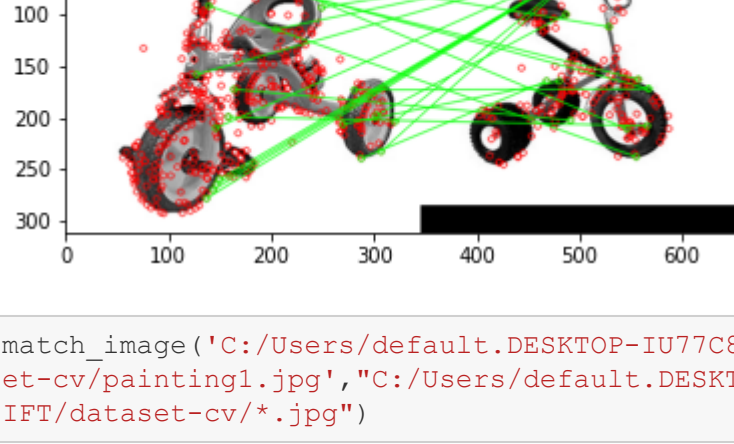 100
150
200
250
300
0 100 200 300 400 500 600
match_image('C:/Users/default.DESKTOP-IU77C8
et-cv/painting1.jpg',"C:/Users/default.DESKT
IFT/dataset-cv/*.jpg")